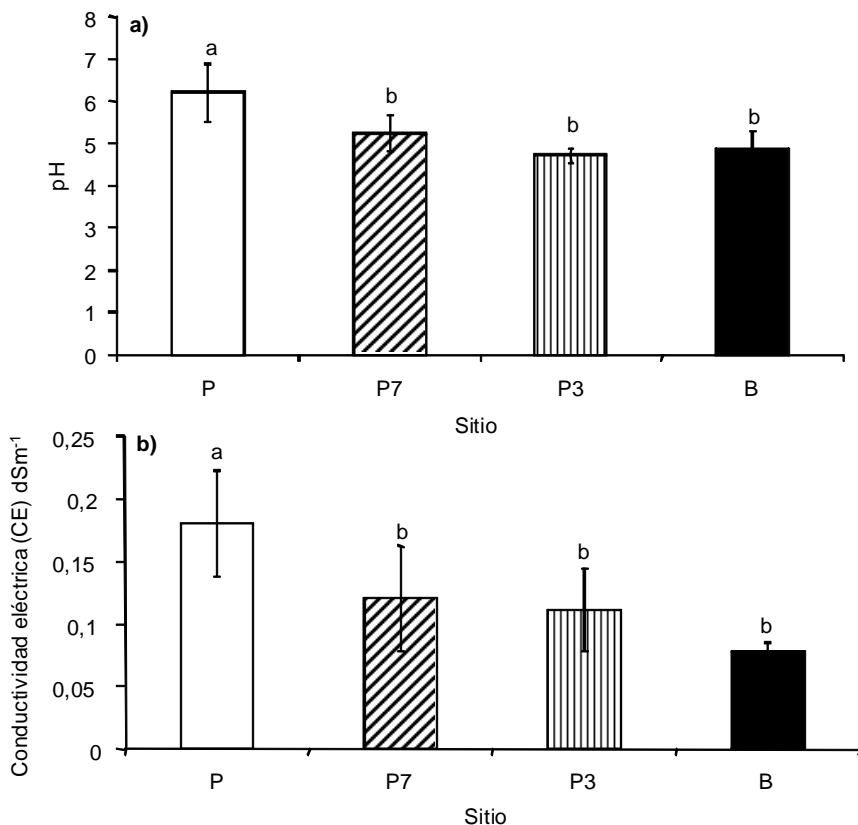 a)
pH
8
7
6
5
4
3
2
1
0
a
b
b
b
P P7 P3 B
Sitio
b)
Conductividad eléctrica (CE) dSm-1
0,25
0,2
0,15
0,1
0,05
0
a
b
b
b
P P7 P3 B
Sitio